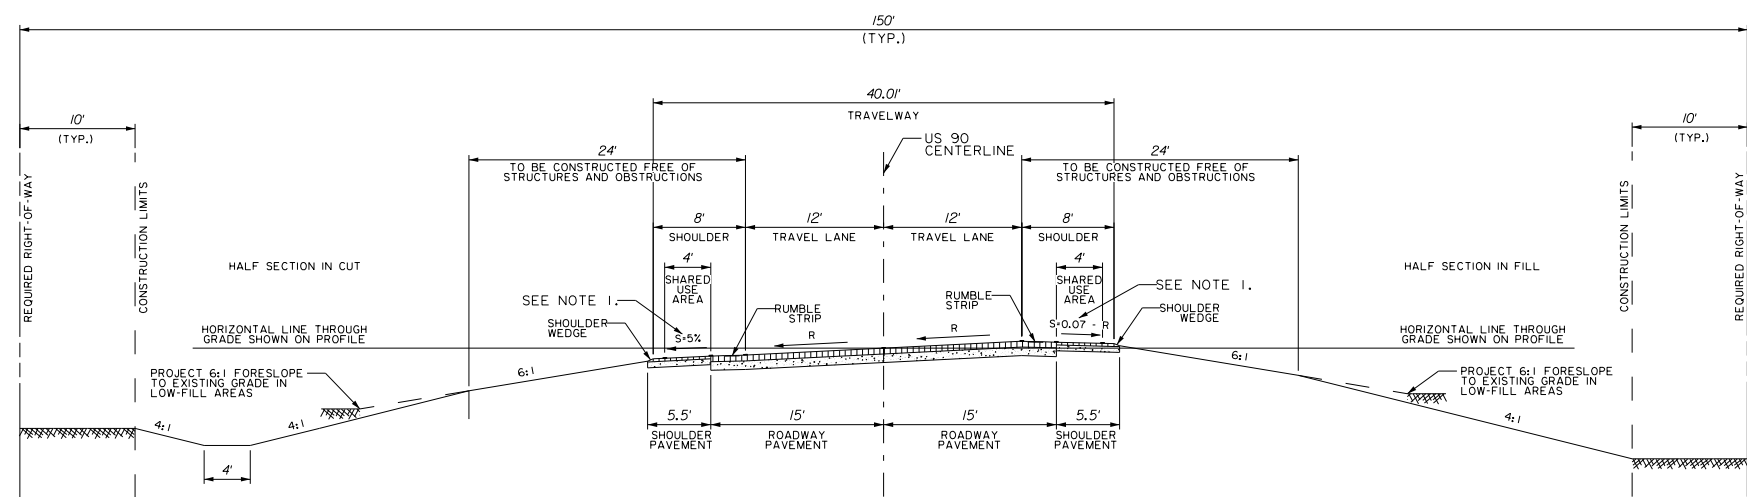 150'
(TYP.)
40.01'
TRAVELWAY
10'
(TYP.)
10'
(TYP.)
US 90
CENTERLINE
24'
TO BE CONSTRUCTED FREE OF
STRUCTURES AND OBSTRUCTIONS
24'
TO BE CONSTRUCTED FREE OF
STRUCTURES AND OBSTRUCTIONS
REQUIRED RIGHT-OF-WAY
CONSTRUCTION LIMITS
CONSTRUCTION LIMITS
REQUIRED RIGHT-OF-WAY
8'
SHOULDER
12'
TRAVEL LANE
12'
TRAVEL LANE
8'
SHOULDER
HALF SECTION IN CUT
HALF SECTION IN FILL
4'
SHARED
USE
AREA
4'
SHARED
USE
AREA
SEE NOTE 1.
RUMBLE
STRIP
RUMBLE
STRIP
SEE NOTE 1.
SHOULDER
WEDGE
SHOULDER
WEDGE
HORIZONTAL LINE THROUGH
GRADE SHOWN ON PROFILE
S=5%
R
R
S=0.07 - R
HORIZONTAL LINE THROUGH
GRADE SHOWN ON PROFILE
PROJECT 6:1 FORESLOPE
TO EXISTING GRADE IN
LOW-FILL AREAS
6:1
6:1
PROJECT 6:1 FORESLOPE
TO EXISTING GRADE IN
LOW-FILL AREAS
4:1
4:1
4:1
4'
5.5'
SHOULDER
PAVEMENT
15'
ROADWAY
PAVEMENT
15'
ROADWAY
PAVEMENT
5.5'
SHOULDER
PAVEMENT